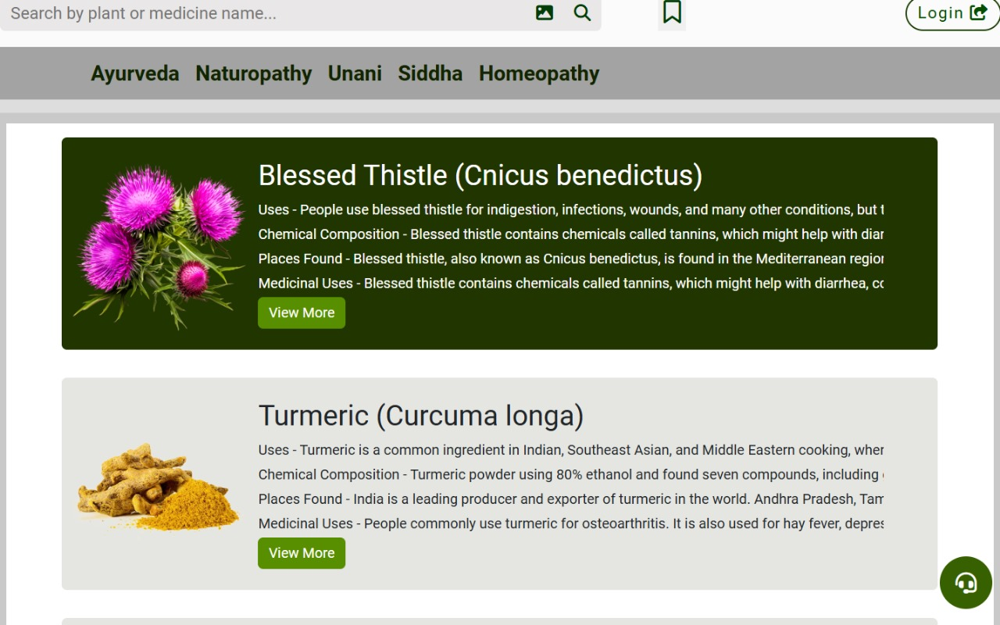 Search by plant or medicine name...
Login
Ayurveda Naturopathy Unani Siddha Homeopathy
Blessed Thistle (Cnicus benedictus)
Uses - People use blessed thistle for indigestion, infections, wounds, and many other conditions, but
Chemical Composition - Blessed thistle contains chemicals called tannins, which might help with
Places Found - Blessed thistle, also known as Cnicus benedictus, is found in the Mediterranean
Medicinal Uses - Blessed thistle contains chemicals called tannins, which might help with diarrhea,
View More
Turmeric (Curcuma longa)
Uses - Turmeric is a common ingredient in Indian, Southeast Asian, and Middle Eastern cooking,
Chemical Composition - Turmeric powder using 80% ethanol and found seven compounds, including
Places Found - India is a leading producer and exporter of turmeric in the world. Andhra Pradesh, Tam
Medicinal Uses - People commonly use turmeric for osteoarthritis. It is also used for hay fever,
View More